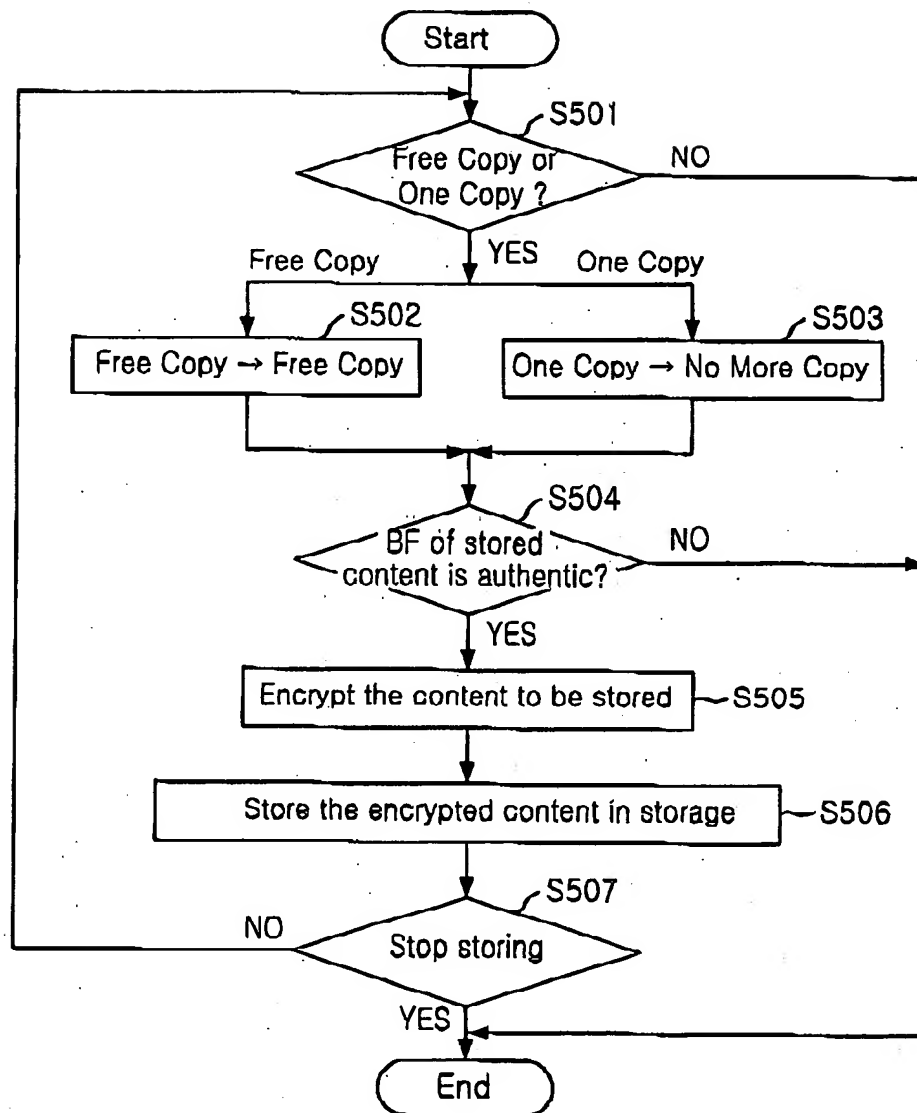 Start
S501
Free Copy or
One Copy ?
NO
YES
Free Copy
One Copy
S502
S503
Free Copy → Free Copy
One Copy → No More Copy
S504
BF of stored
content is authentic?
NO
YES
Encrypt the content to be stored
S505
Store the encrypted content in storage
S506
S507
NO
Stop storing
YES
End